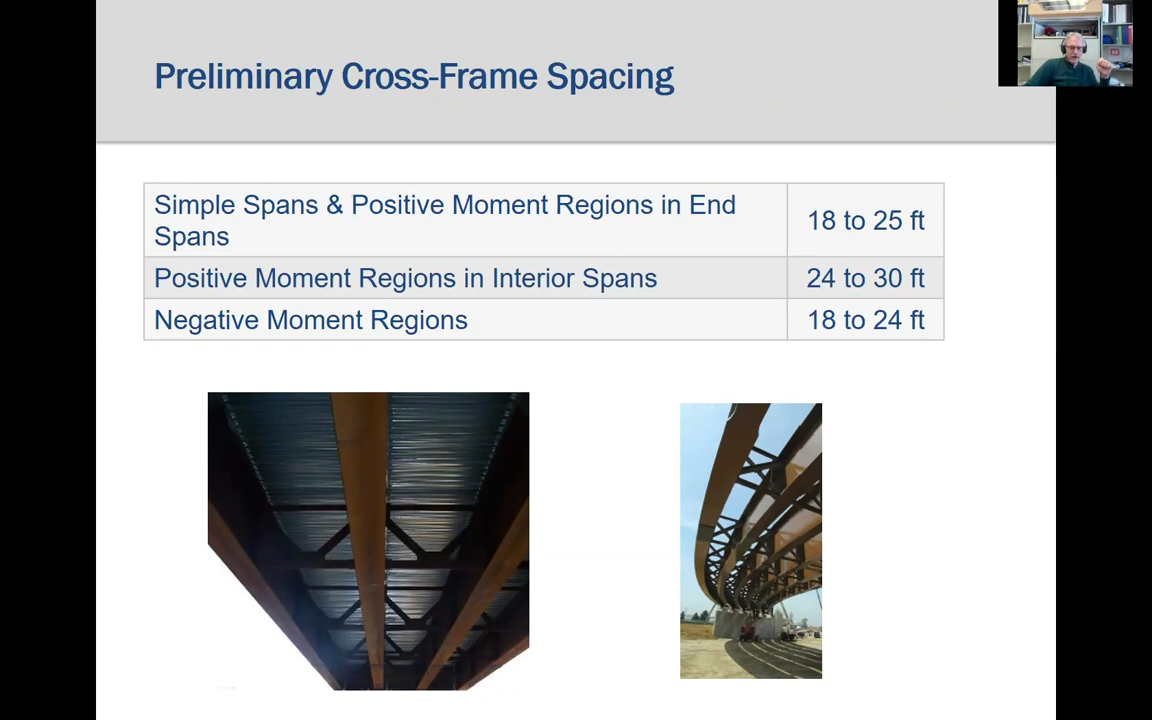 Preliminary Cross-Frame Spacing
Simple Spans & Positive Moment Regions in End
Spans
18 to 25 ft
Positive Moment Regions in Interior Spans
24 to 30 ft
Negative Moment Regions
18 to 24 ft